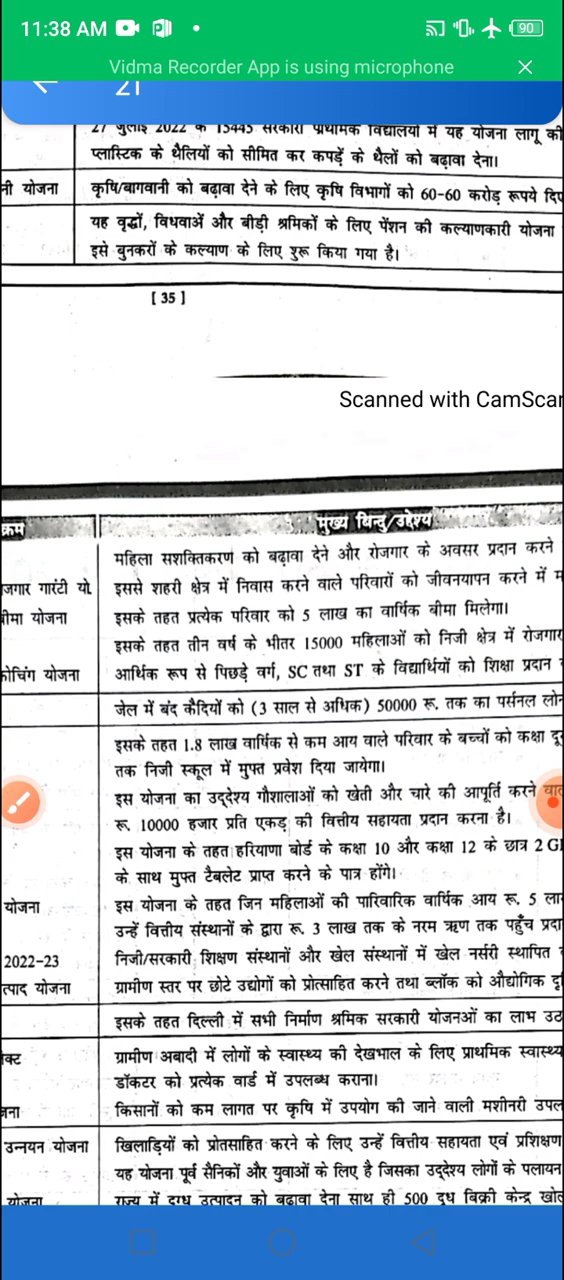 11:38 AM
90
Vidma Recorder App is using microphone
21
27 जुलाई 2022 के 15445 सरकारी प्राथमिक विद्यालयों में यह योजना लागू की
प्लास्टिक के थैलियों को सीमित कर कपड़ें के थैलों को बढ़ावा देना।
नी योजना कृषि/बागवानी को बढ़ावा देने के लिए कृषि विभागों को 60-60 करोड़ रूपये दिए
यह वृद्धों, विधवाओं और बीड़ी श्रमिकों के लिए पेंशन की कल्याणकारी योजना
इसे बुनकरों के कल्याण के लिए शुरू किया गया है।
[ 35 ]
Scanned with CamScan
क्रम मुख्य बिन्दु/उद्देश्य
महिला सशक्तिकरण को बढ़ावा देने और रोजगार के अवसर प्रदान करने
जगार गारंटी यो. इससे शहरी क्षेत्र में निवास करने वाले परिवारों को जीवनयापन करने में म
बीमा योजना इसके तहत प्रत्येक परिवार को 5 लाख का वार्षिक बीमा मिलेगा।
इसके तहत तीन वर्ष के भीतर 15000 महिलाओं को निजी क्षेत्र में रोजगार
कोचिंग योजना आर्थिक रूप से पिछड़े वर्ग, SC तथा ST के विद्यार्थियों को शिक्षा प्रदान
जेल में बंद कैदियों को (3 साल से अधिक) 50000 रू. तक का पर्सनल लोन
इसके तहत 1.8 लाख वार्षिक से कम आय वाले परिवार के बच्चों को कक्षा दू
तक निजी स्कूल में मुफ्त प्रवेश दिया जायेगा।
इस योजना का उद्देश्य गौशालाओं को खेती और चारे की आपूर्ति करने वाल
रू. 10000 हजार प्रति एकड़ की वित्तीय सहायता प्रदान करना है।
इस योजना के तहत हरियाणा बोर्ड के कक्षा 10 और कक्षा 12 के छात्र 2 GB
के साथ मुफ्त टैबलेट प्राप्त करने के पात्र होंगे।
योजना इस योजना के तहत जिन महिलाओं की पारिवारिक वार्षिक आय रू. 5 ला
उन्हें वित्तीय संस्थानों के द्वारा रू. 3 लाख तक के नरम ऋण तक पहुँच प्रदा
2022-23 निजी/सरकारी शिक्षण संस्थानों और खेल संस्थानों में खेल नर्सरी स्थापित
त्पाद योजना ग्रामीण स्तर पर छोटे उद्योगों को प्रोत्साहित करने तथा ब्लॉक को औद्योगिक दृ
इसके तहत दिल्ली में सभी निर्माण श्रमिक सरकारी योजनओं का लाभ उठ
क्ट ग्रामीण अबादी में लोगों के स्वास्थ्य की देखभाल के लिए प्राथमिक स्वास्थ्य
डॉकटर को प्रत्येक वार्ड में उपलब्ध कराना।
जना किसानों को कम लागत पर कृषि में उपयोग की जाने वाली मशीनरी उपल
उन्नयन योजना खिलाड़ियों को प्रोतसाहित करने के लिए उन्हें वित्तीय सहायता एवं प्रशिक्षण
यह योजना पूर्व सैनिकों और युवाओं के लिए है जिसका उद्देश्य लोगों के पलायन
योजना राज्य में दुग्ध उत्पादन को बढावा देना साथ ही 500 दूध बिक्री केन्द्र खोल